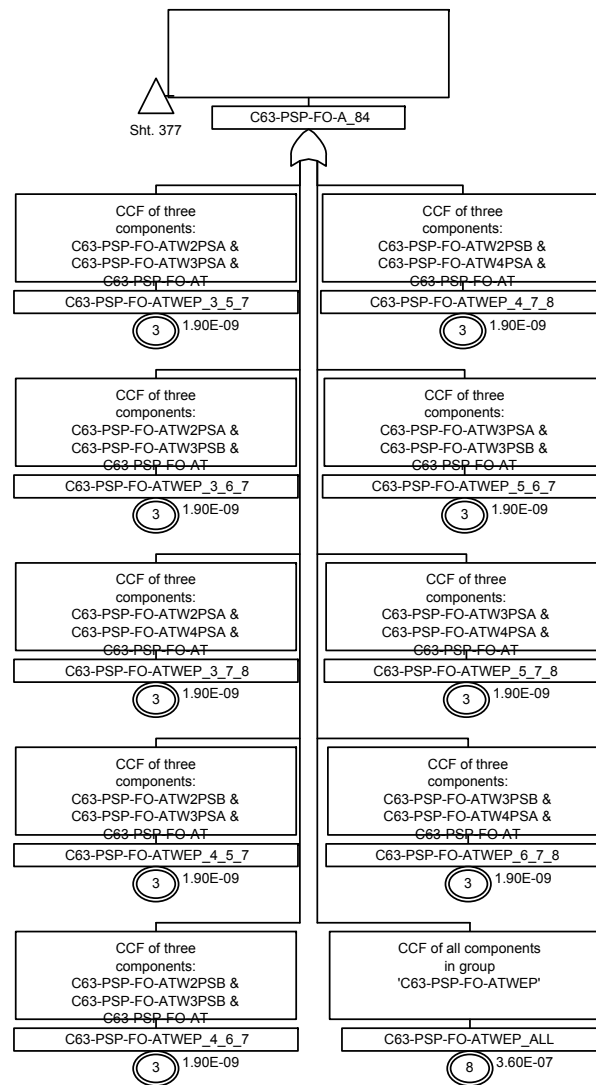 Sht. 377
C63-PSP-FO-A_84
CCF of three
components:
C63-PSP-FO-ATW2PSA &
C63-PSP-FO-ATW3PSA &
C63-PSP-FO-AT
C63-PSP-FO-ATWEP_3_5_7
3
1.90E-09
CCF of three
components:
C63-PSP-FO-ATW2PSB &
C63-PSP-FO-ATW4PSA &
C63-PSP-FO-AT
C63-PSP-FO-ATWEP_4_7_8
3
1.90E-09
CCF of three
components:
C63-PSP-FO-ATW2PSA &
C63-PSP-FO-ATW3PSB &
C63-PSP-FO-AT
C63-PSP-FO-ATWEP_3_6_7
3
1.90E-09
CCF of three
components:
C63-PSP-FO-ATW3PSA &
C63-PSP-FO-ATW3PSB &
C63-PSP-FO-AT
C63-PSP-FO-ATWEP_5_6_7
3
1.90E-09
CCF of three
components:
C63-PSP-FO-ATW2PSA &
C63-PSP-FO-ATW4PSA &
C63-PSP-FO-AT
C63-PSP-FO-ATWEP_3_7_8
3
1.90E-09
CCF of three
components:
C63-PSP-FO-ATW3PSA &
C63-PSP-FO-ATW4PSA &
C63-PSP-FO-AT
C63-PSP-FO-ATWEP_5_7_8
3
1.90E-09
CCF of three
components:
C63-PSP-FO-ATW2PSB &
C63-PSP-FO-ATW3PSA &
C63-PSP-FO-AT
C63-PSP-FO-ATWEP_4_5_7
3
1.90E-09
CCF of three
components:
C63-PSP-FO-ATW3PSB &
C63-PSP-FO-ATW4PSA &
C63-PSP-FO-AT
C63-PSP-FO-ATWEP_6_7_8
3
1.90E-09
CCF of three
components:
C63-PSP-FO-ATW2PSB &
C63-PSP-FO-ATW3PSB &
C63-PSP-FO-AT
C63-PSP-FO-ATWEP_4_6_7
3
1.90E-09
CCF of all components
in group
'C63-PSP-FO-ATWEP'
C63-PSP-FO-ATWEP_ALL
8
3.60E-07